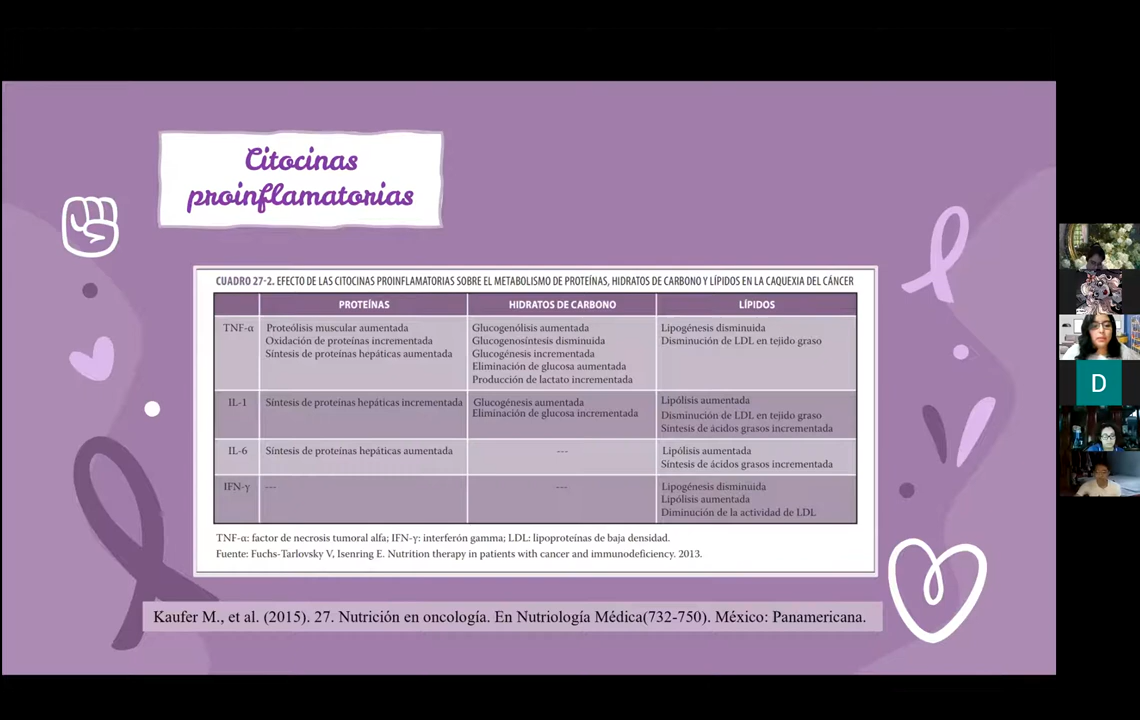 Citocinas
proinflamatorias
CUADRO 27-2. EFECTO DE LAS CITOCINAS PROINFLAMATORIAS SOBRE EL METABOLISMO DE PROTEÍNAS, HIDRATOS DE CARBONO Y LÍPIDOS EN LA CAQUEXIA DEL CÁNCER
PROTEÍNAS HIDRATOS DE CARBONO LÍPIDOS
TNF-α Proteólisis muscular aumentada Glucogenólisis aumentada Lipogénesis disminuida
Oxidación de proteínas incrementada Glucogenosíntesis disminuida Disminución de LDL en tejido graso
Síntesis de proteínas hepáticas aumentada Glucogénesis incrementada
Eliminación de glucosa aumentada
Producción de lactato incrementada
IL-1 Síntesis de proteínas hepáticas incrementada Glucogénesis aumentada Lipólisis aumentada
Eliminación de glucosa incrementada Disminución de LDL en tejido graso
Síntesis de ácidos grasos incrementada
IL-6 Síntesis de proteínas hepáticas aumentada --- Lipólisis aumentada
Síntesis de ácidos grasos incrementada
IFN-γ --- --- Lipogénesis disminuida
Lipólisis aumentada
Diminución de la actividad de LDL
TNF-α: factor de necrosis tumoral alfa; IFN-γ: interferón gamma; LDL: lipoproteínas de baja densidad.
Fuente: Fuchs-Tarlovsky V, Isenring E. Nutrition therapy in patients with cancer and immunodeficiency. 2013.
Kaufer M., et al. (2015). 27. Nutrición en oncología. En Nutriología Médica(732-750). México: Panamericana.
D